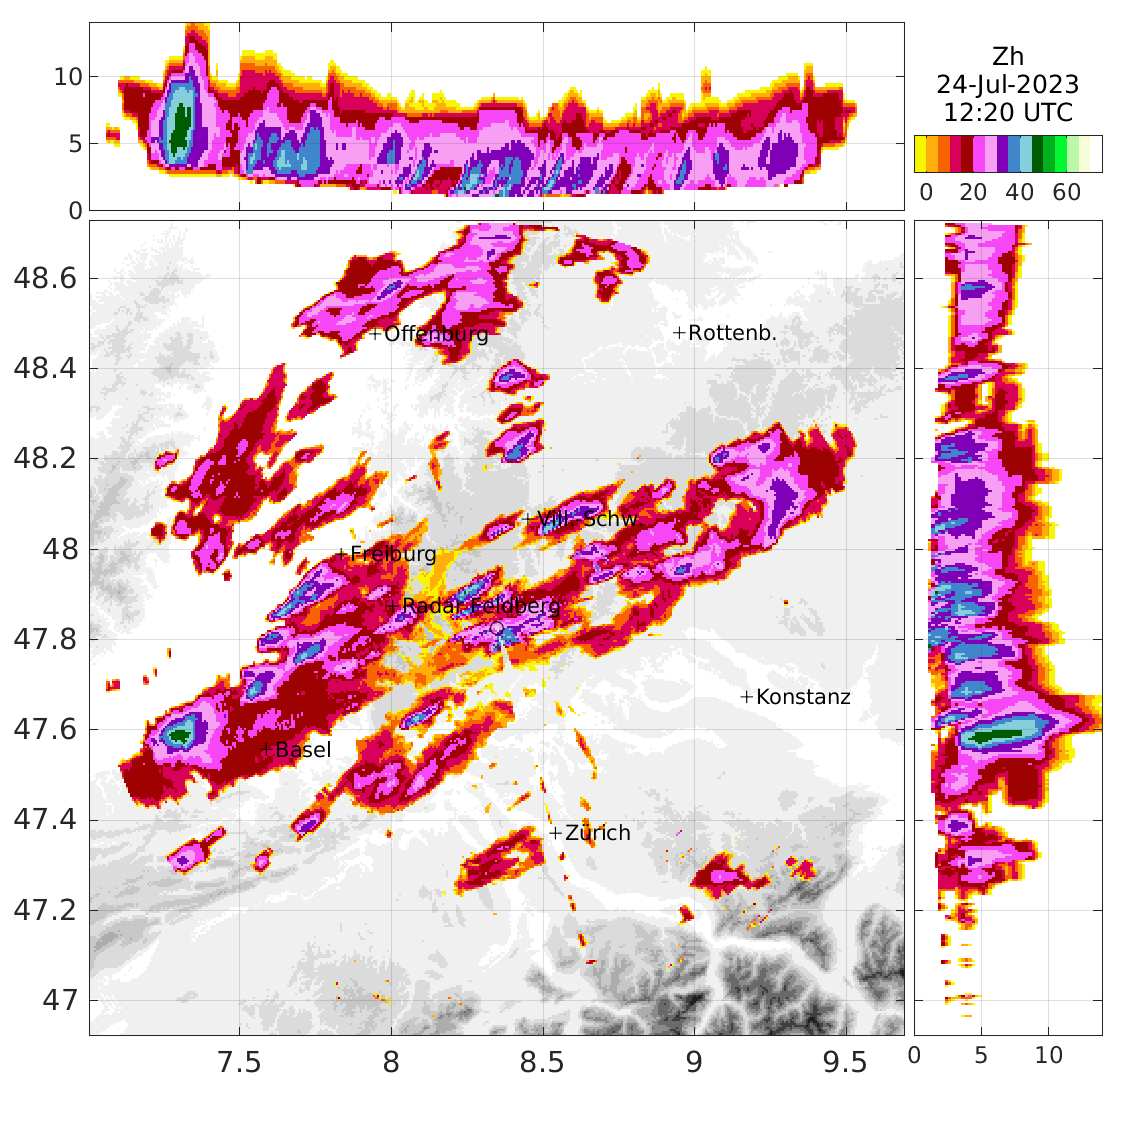 10
5
0
Zh
24-Jul-2023
12:20 UTC
0 20 40 60
48.6
48.4
48.2
48
47.8
47.6
47.4
47.2
47
+Offenburg
+Rottenb.
+Vill.-Schw.
+Freiburg
+Radar Feldberg
+Konstanz
+Basel
+Zürich
7.5 8 8.5 9 9.5
0 5 10